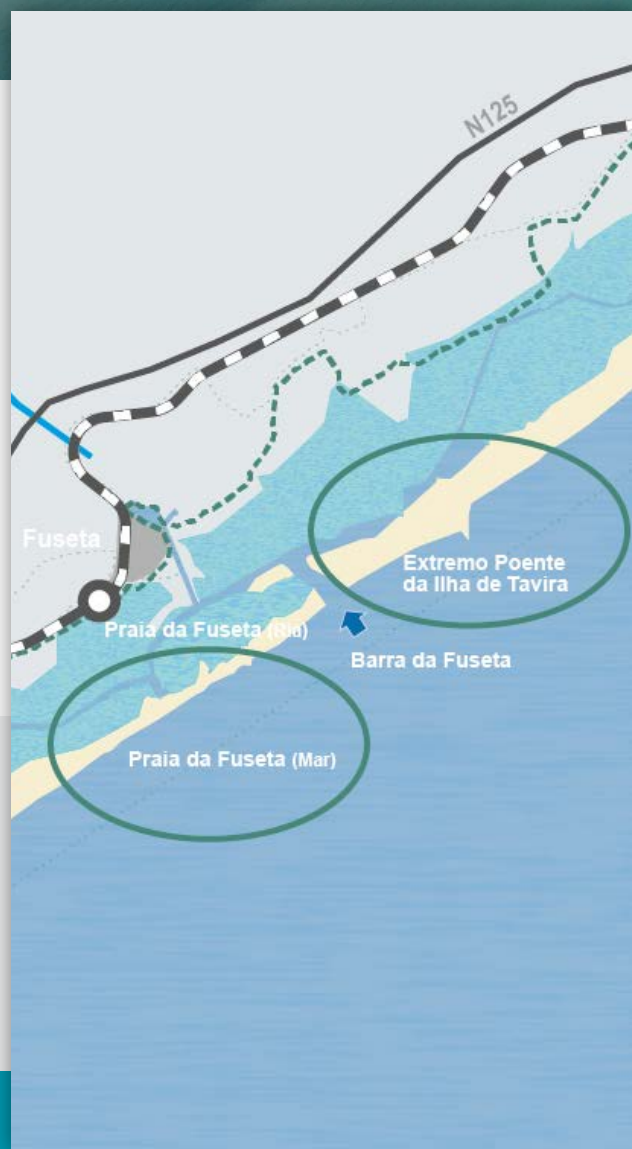 N125
Fuseta
Extremo Poente
da Ilha de Tavira
Praia da Fuseta (Ria)
Barra da Fuseta
Praia da Fuseta (Mar)